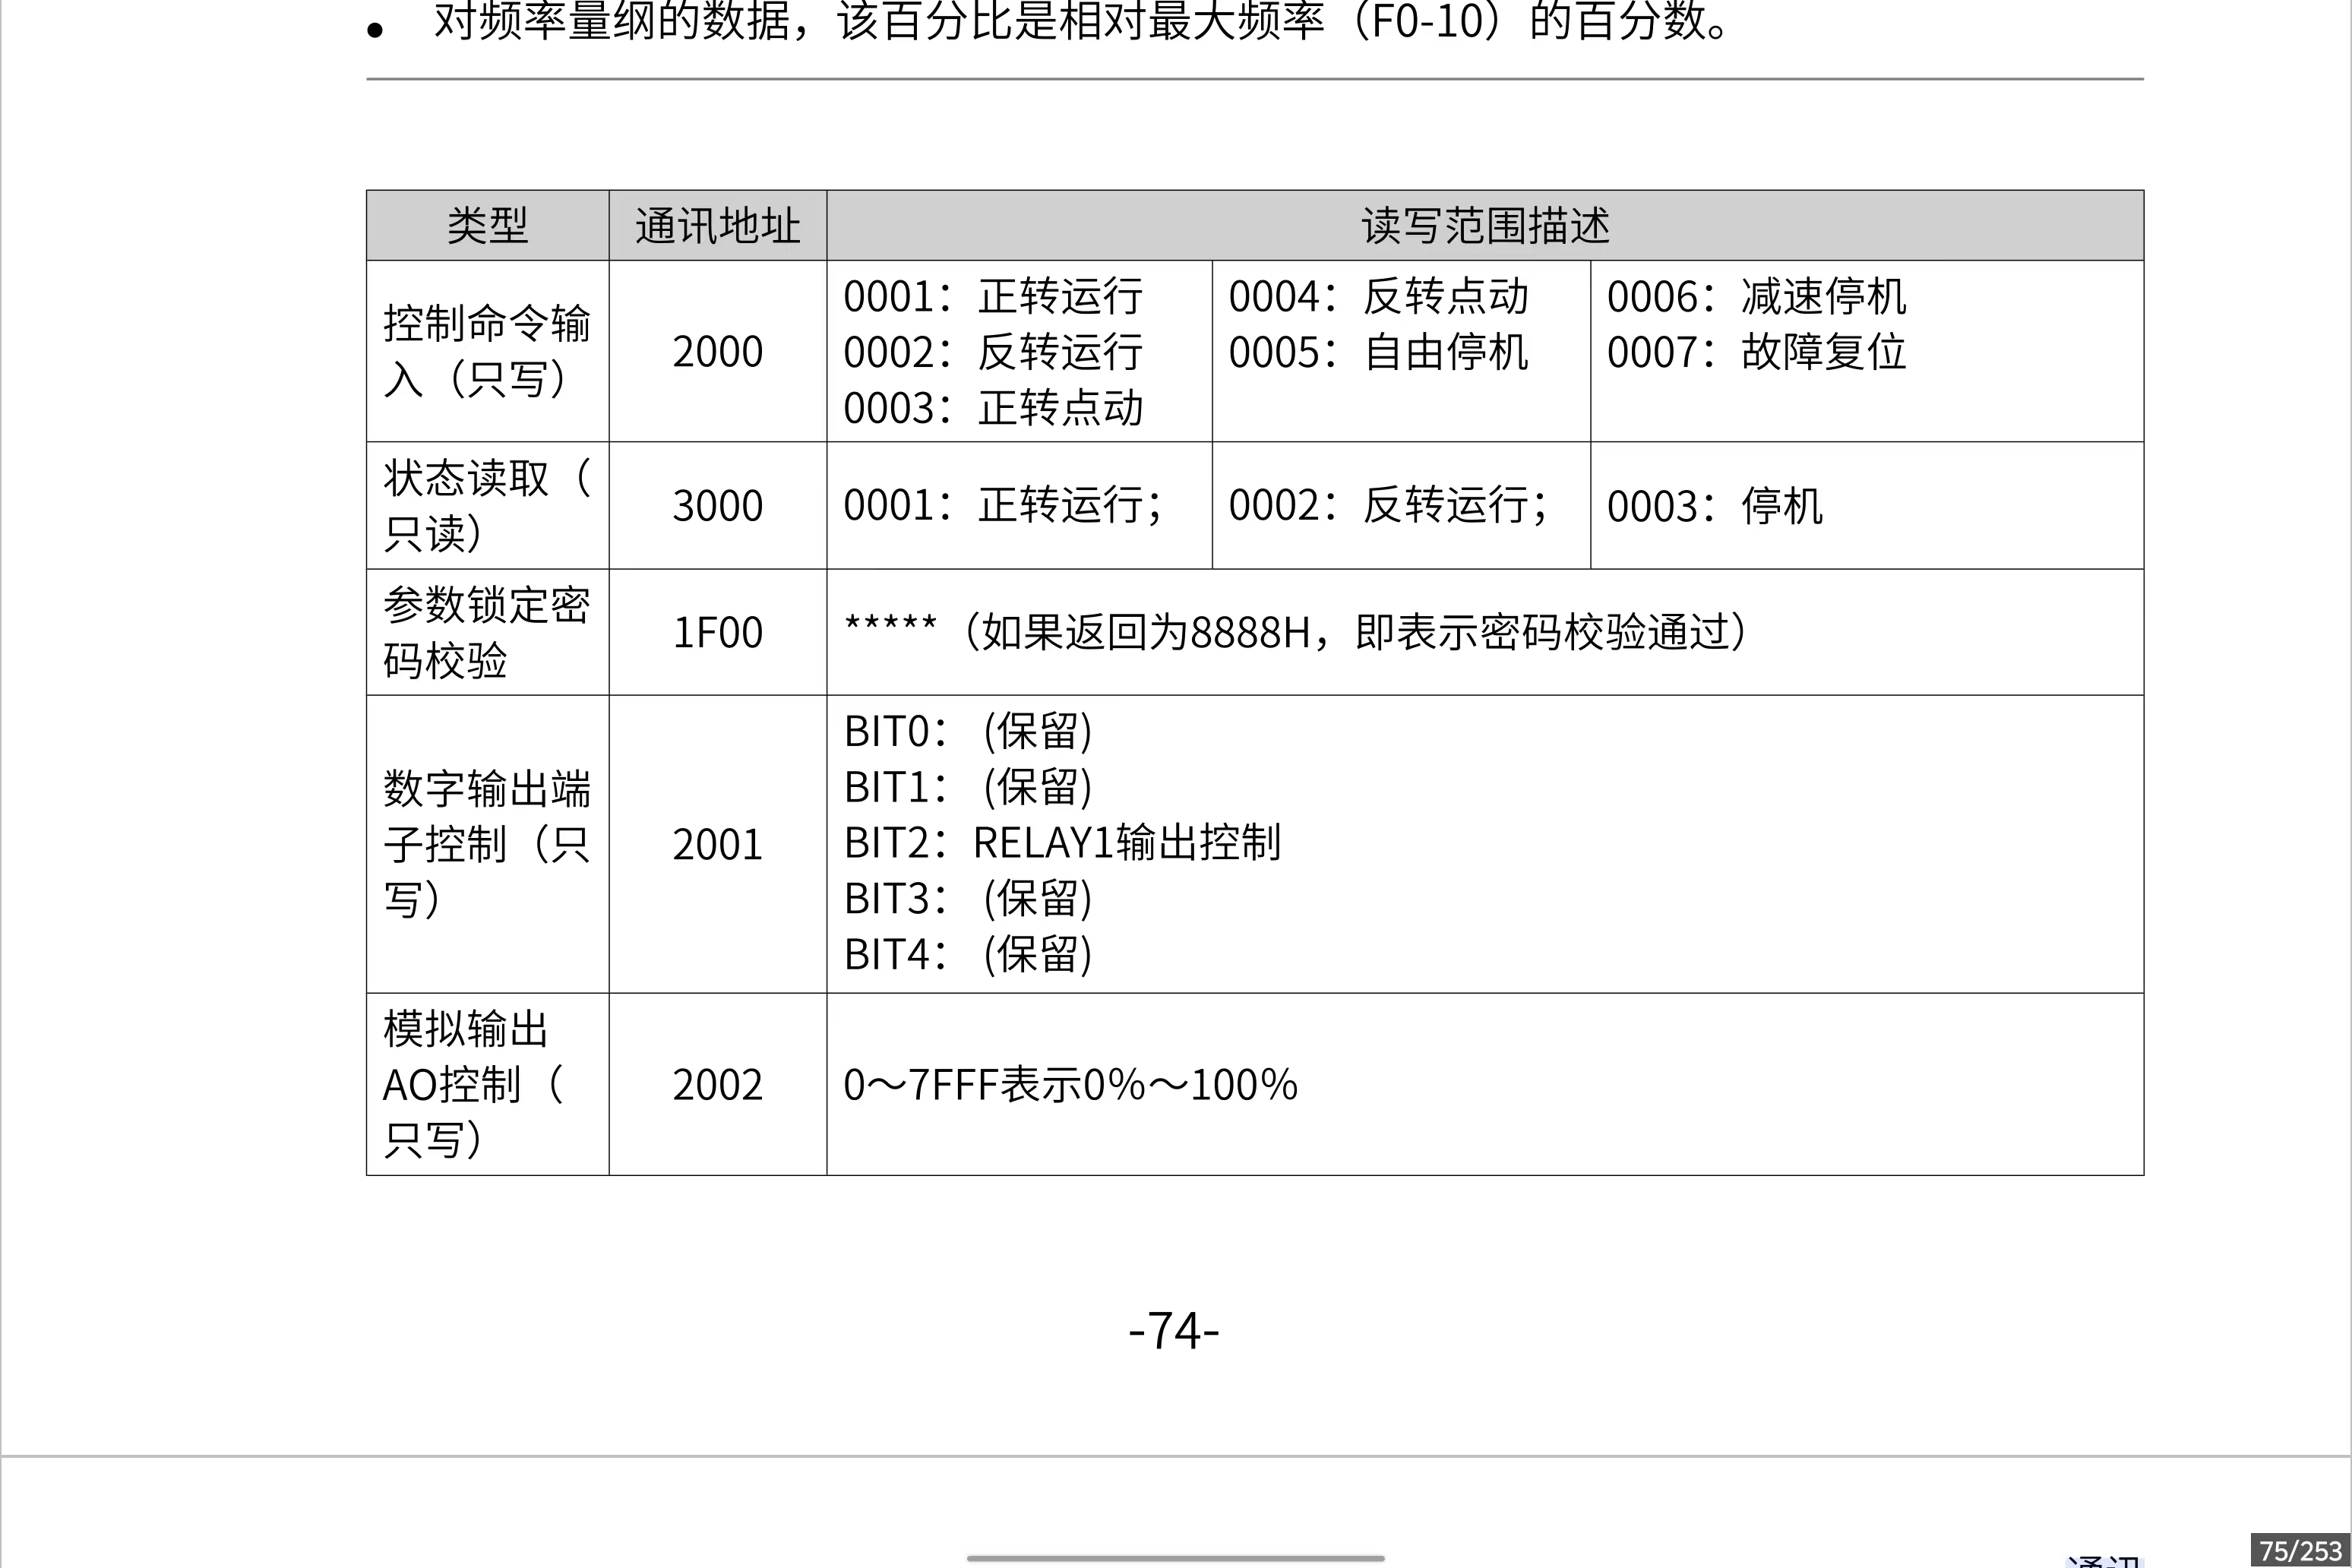 ● 对频率量纲的数据，该百分比是相对最大频率（F0-10）的百分数。
类型 通讯地址 读写范围描述
控制命令输
入（只写）
2000
0001：正转运行
0002：反转运行
0003：正转点动
0004：反转点动
0005：自由停机
0006：减速停机
0007：故障复位
状态读取（
只读）
3000
0001：正转运行；
0002：反转运行；
0003：停机
参数锁定密
码校验
1F00
*****（如果返回为8888H，即表示密码校验通过）
数字输出端
子控制（只
写）
2001
BIT0：(保留)
BIT1：(保留)
BIT2：RELAY1输出控制
BIT3：(保留)
BIT4：(保留)
模拟输出
AO控制（
只写）
2002
0～7FFF表示0%～100%
-74-
通讯
75/253